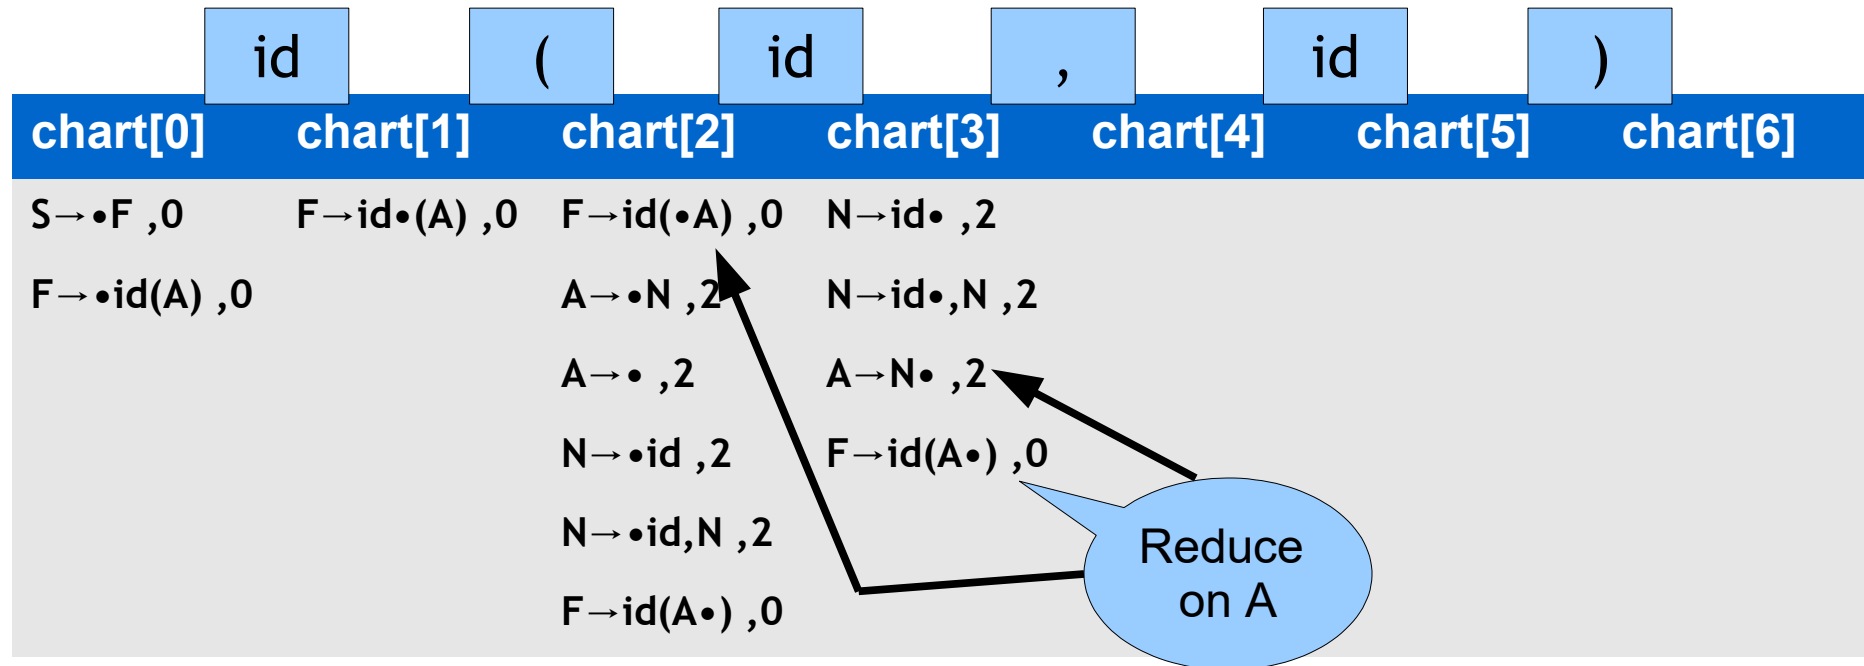 id ( id , id )
chart[0] chart[1] chart[2] chart[3] chart[4] chart[5] chart[6]
S→•F ,0 F→id•(A) ,0 F→id(•A) ,0 N→id• ,2
F→•id(A) ,0 A→•N ,2 N→id•,N ,2
A→• ,2 A→N• ,2
N→•id ,2 F→id(A•) ,0
N→•id,N ,2
F→id(A•) ,0
Reduce
on A